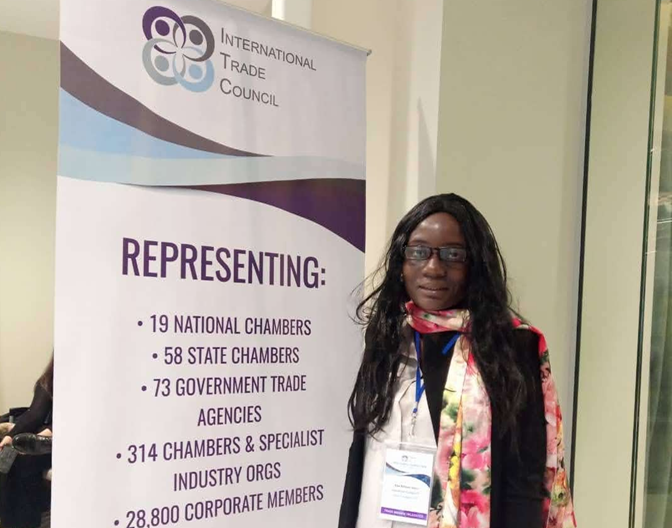 INTERNATIONAL
TRADE
COUNCIL
REPRESENTING:
• 19 NATIONAL CHAMBERS
• 58 STATE CHAMBERS
• 73 GOVERNMENT TRADE
AGENCIES
• 314 CHAMBERS & SPECIALIST
INDUSTRY ORGS
• 28,800 CORPORATE MEMBERS